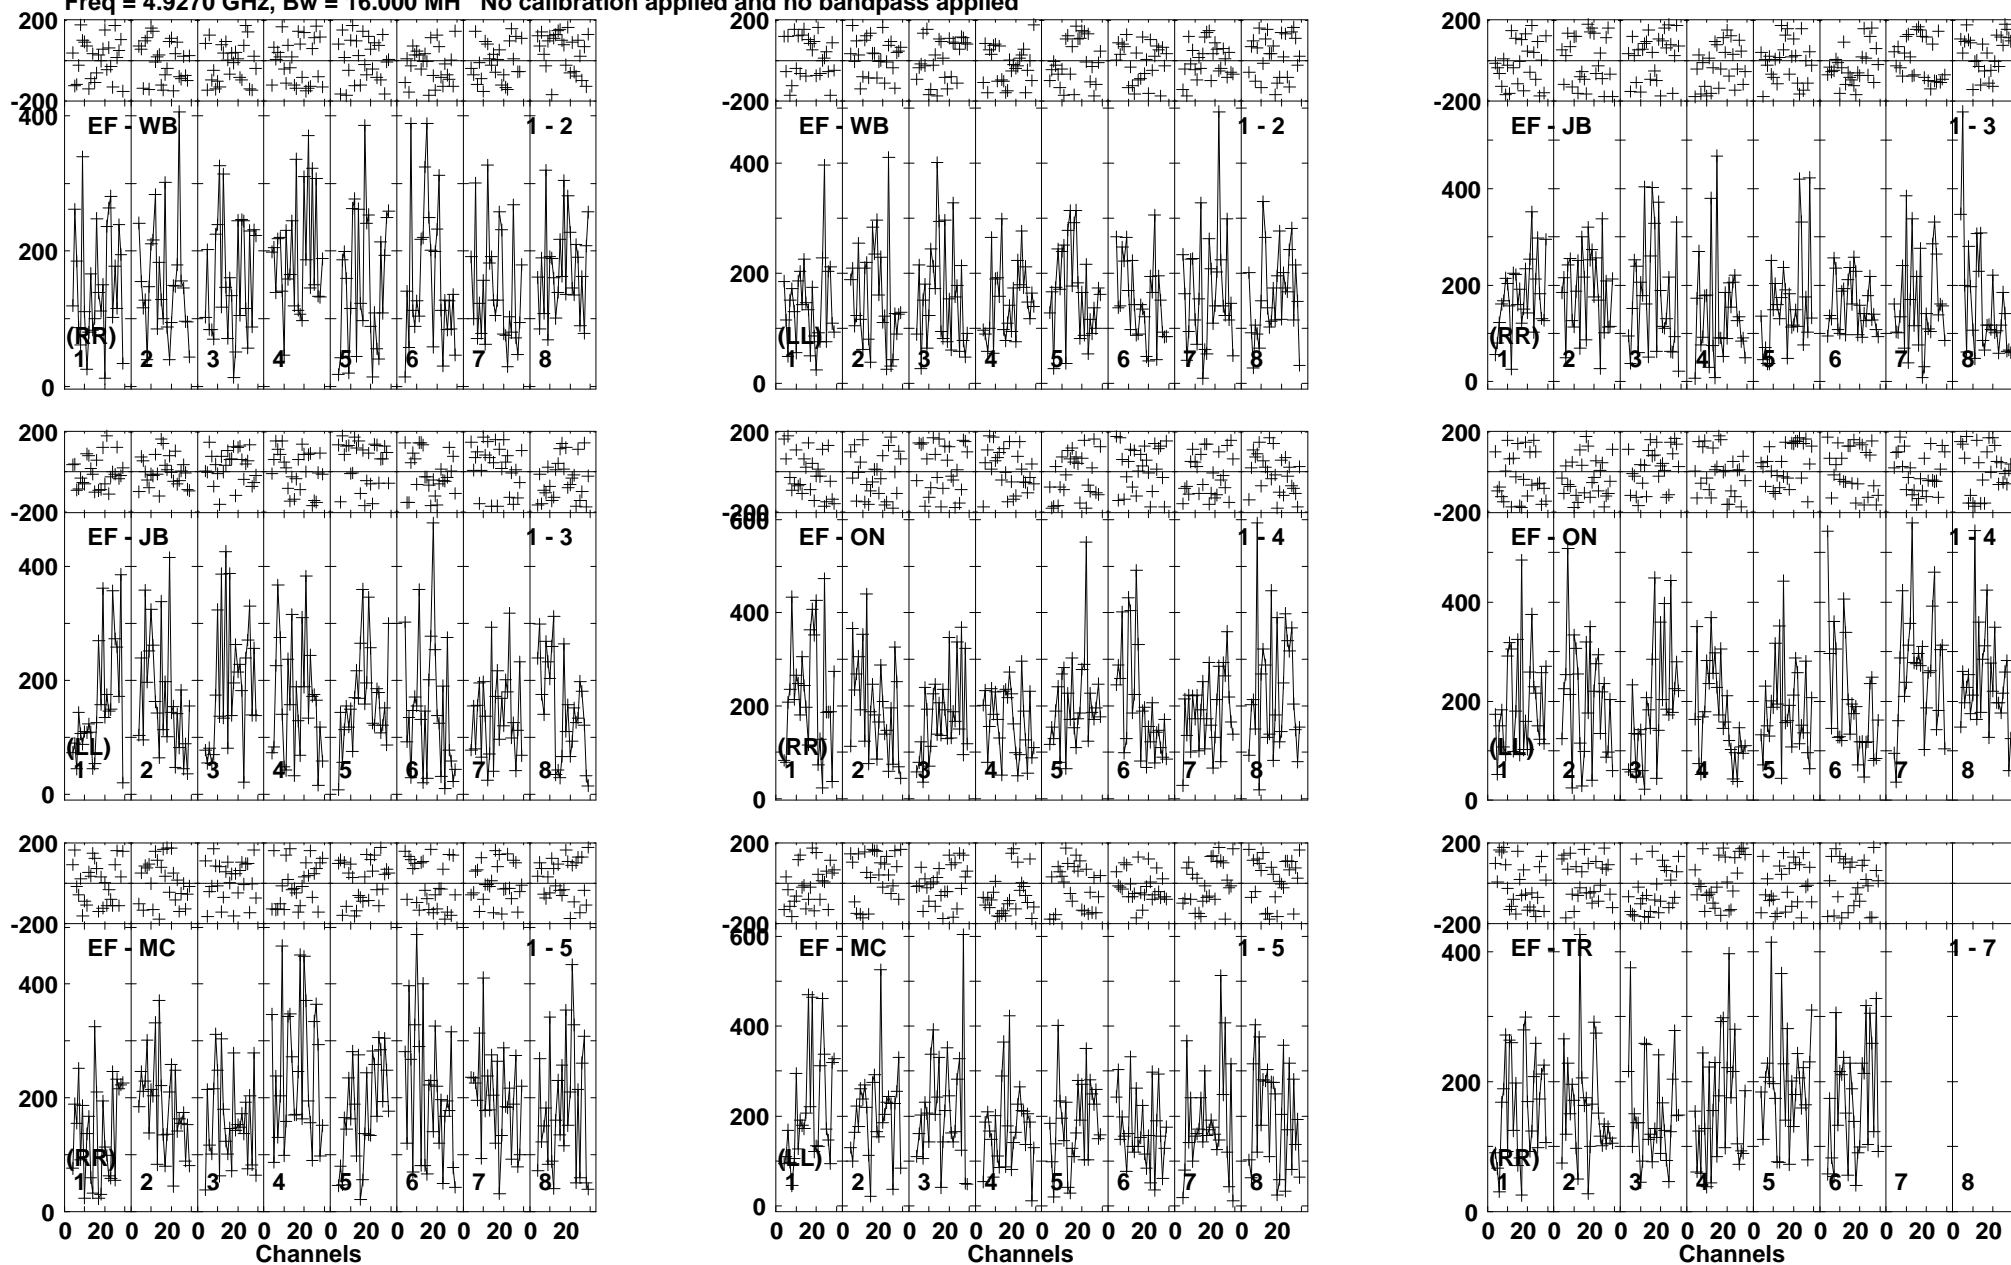 Freq = 4.9270 GHz, Bw = 16.000 MH No calibration applied and no bandpass applied
200 200 200
-200 -200 -200
400
EF - WB 1 - 2 EF - WB 1 - 2 EF - JB 1 - 3
400 400
200 200 200
(RR) (LL) (RR)
1 2 3 4 5 6 7 8 1 2 3 4 5 6 7 8 1 2 3 4 5 6 7 8
0 0 0
200 200 200
-200 -200 -200
600
EF - JB 1 - 3 EF - ON 1 - 4 EF - ON 1 - 4
400 400 400
200 200 200
(LL) (RR) (LL)
1 2 3 4 5 6 7 8 1 2 3 4 5 6 7 8 1 2 3 4 5 6 7 8
0 0 0
200 200 200
-200 -200 -200
600
EF - MC 1 - 5 EF - MC 1 - 5 EF - TR 1 - 7
400 400 400
200 200 200
(RR) (LL) (RR)
1 2 3 4 5 6 7 8 1 2 3 4 5 6 7 8 1 2 3 4 5 6 7 8
0 0 0
0 20 0 20 0 20 0 20 0 20 0 20 0 20 0 20 0 20 0 20 0 20 0 20 0 20 0 20 0 20 0 20 0 20 0 20 0 20 0 20 0 20 0 20 0 20 0 20
Channels Channels Channels